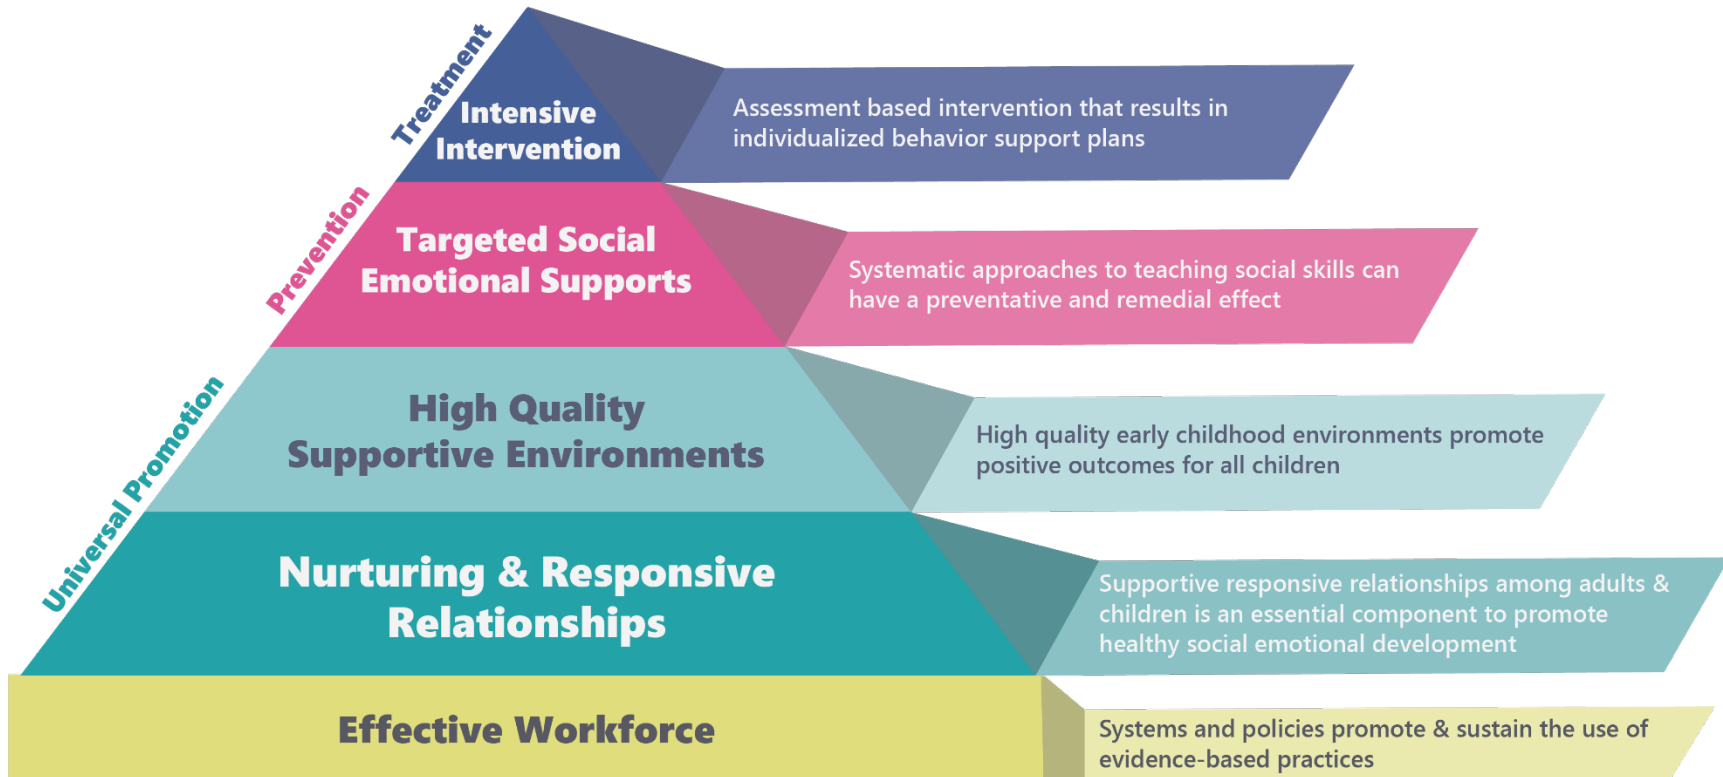 Treatment
Intensive
Intervention
Assessment based intervention that results in
individualized behavior support plans
Prevention
Targeted Social
Emotional Supports
Systematic approaches to teaching social skills can
have a preventative and remedial effect
Universal Promotion
High Quality
Supportive Environments
High quality early childhood environments promote
positive outcomes for all children
Nurturing & Responsive
Relationships
Supportive responsive relationships among adults &
children is an essential component to promote
healthy social emotional development
Effective Workforce
Systems and policies promote & sustain the use of
evidence-based practices